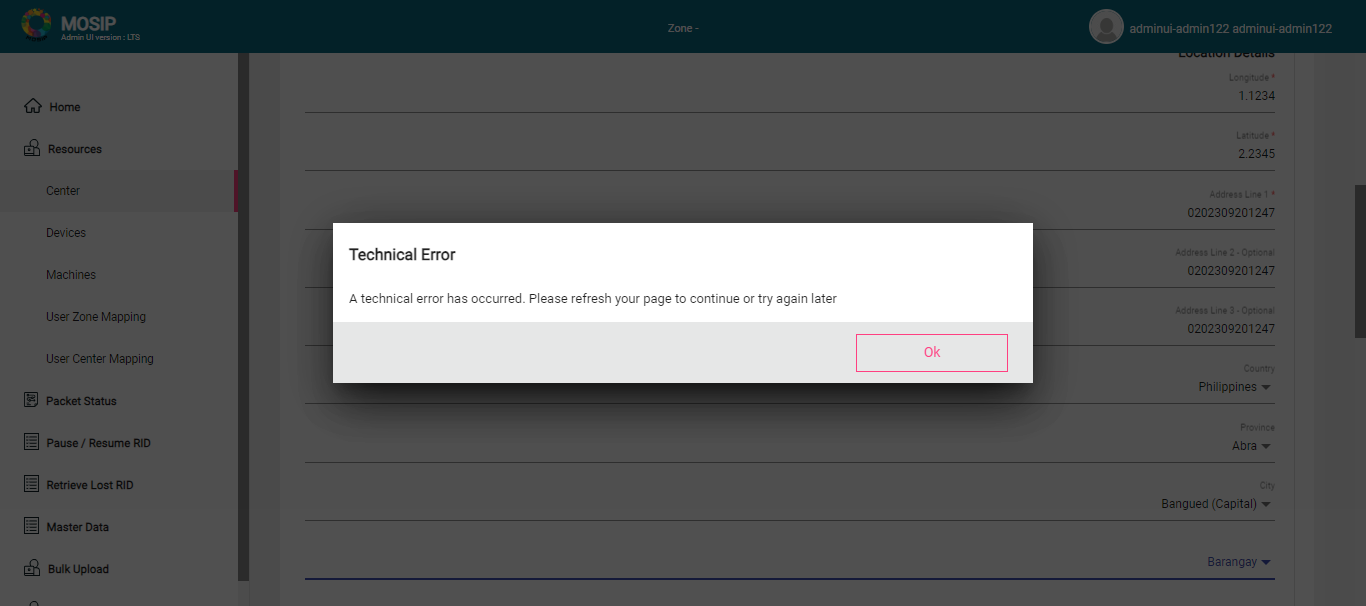 MOSIP
Admin UI version : LTS
Zone -
adminui-admin122 adminui-admin122
Home
Resources
Center
Devices
Machines
User Zone Mapping
User Center Mapping
Packet Status
Pause / Resume RID
Retrieve Lost RID
Master Data
Bulk Upload
Location Details
Longitude *
1.1234
Latitude *
2.2345
Address Line 1 *
0202309201247
Address Line 2 - Optional
0202309201247
Address Line 3 - Optional
0202309201247
Country
Philippines
Province
Abra
City
Bangued (Capital)
Barangay
Technical Error
A technical error has occurred. Please refresh your page to continue or try again later
Ok